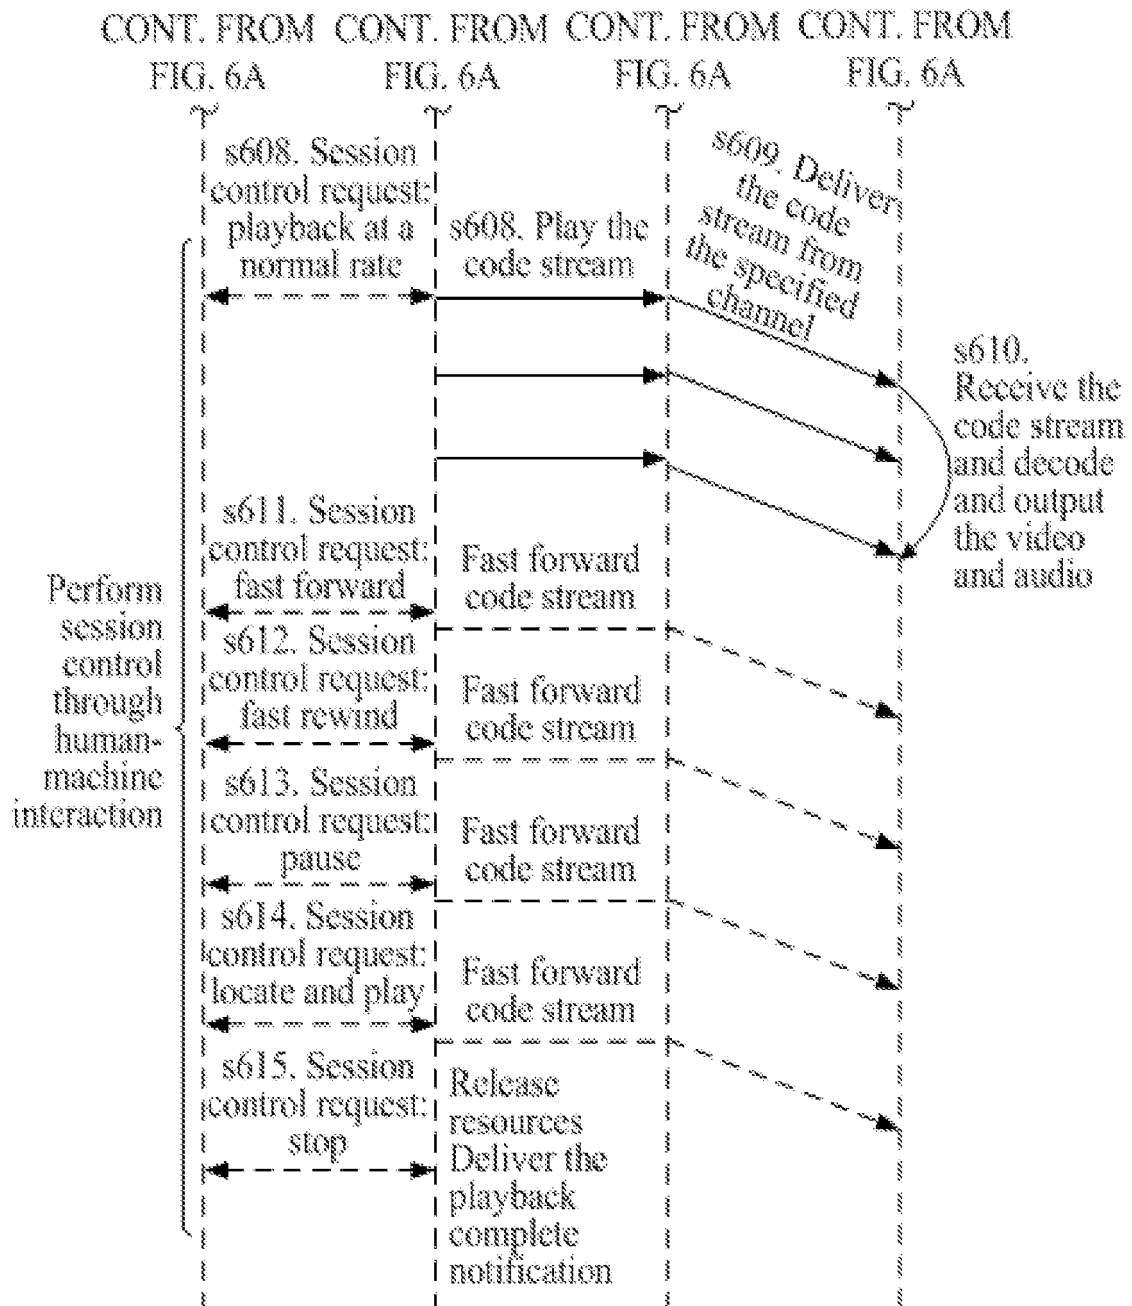 CONT. FROM CONT. FROM CONT. FROM CONT. FROM
FIG. 6A FIG. 6A FIG. 6A FIG. 6A
s608. Session
control request:
playback at a
normal rate
s608. Play the
code stream
s609. Deliver
the code
stream from
the specified
channel
s610.
Receive the
code stream
and decode
and output
the video
and audio
Perform
session
control
through
human-
machine
interaction
s611. Session
control request:
fast forward
Fast forward
code stream
s612. Session
control request:
fast rewind
Fast forward
code stream
s613. Session
control request:
pause
Fast forward
code stream
s614. Session
control request:
locate and play
Fast forward
code stream
s615. Session
control request:
stop
Release
resources
Deliver the
playback
complete
notification